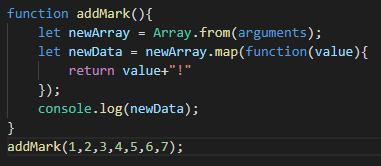 function addMark(){
    let newArray = Array.from(arguments);
    let newData = newArray.map(function(value){
        return value+"!"
    });
    console.log(newData);
}
addMark(1,2,3,4,5,6,7);